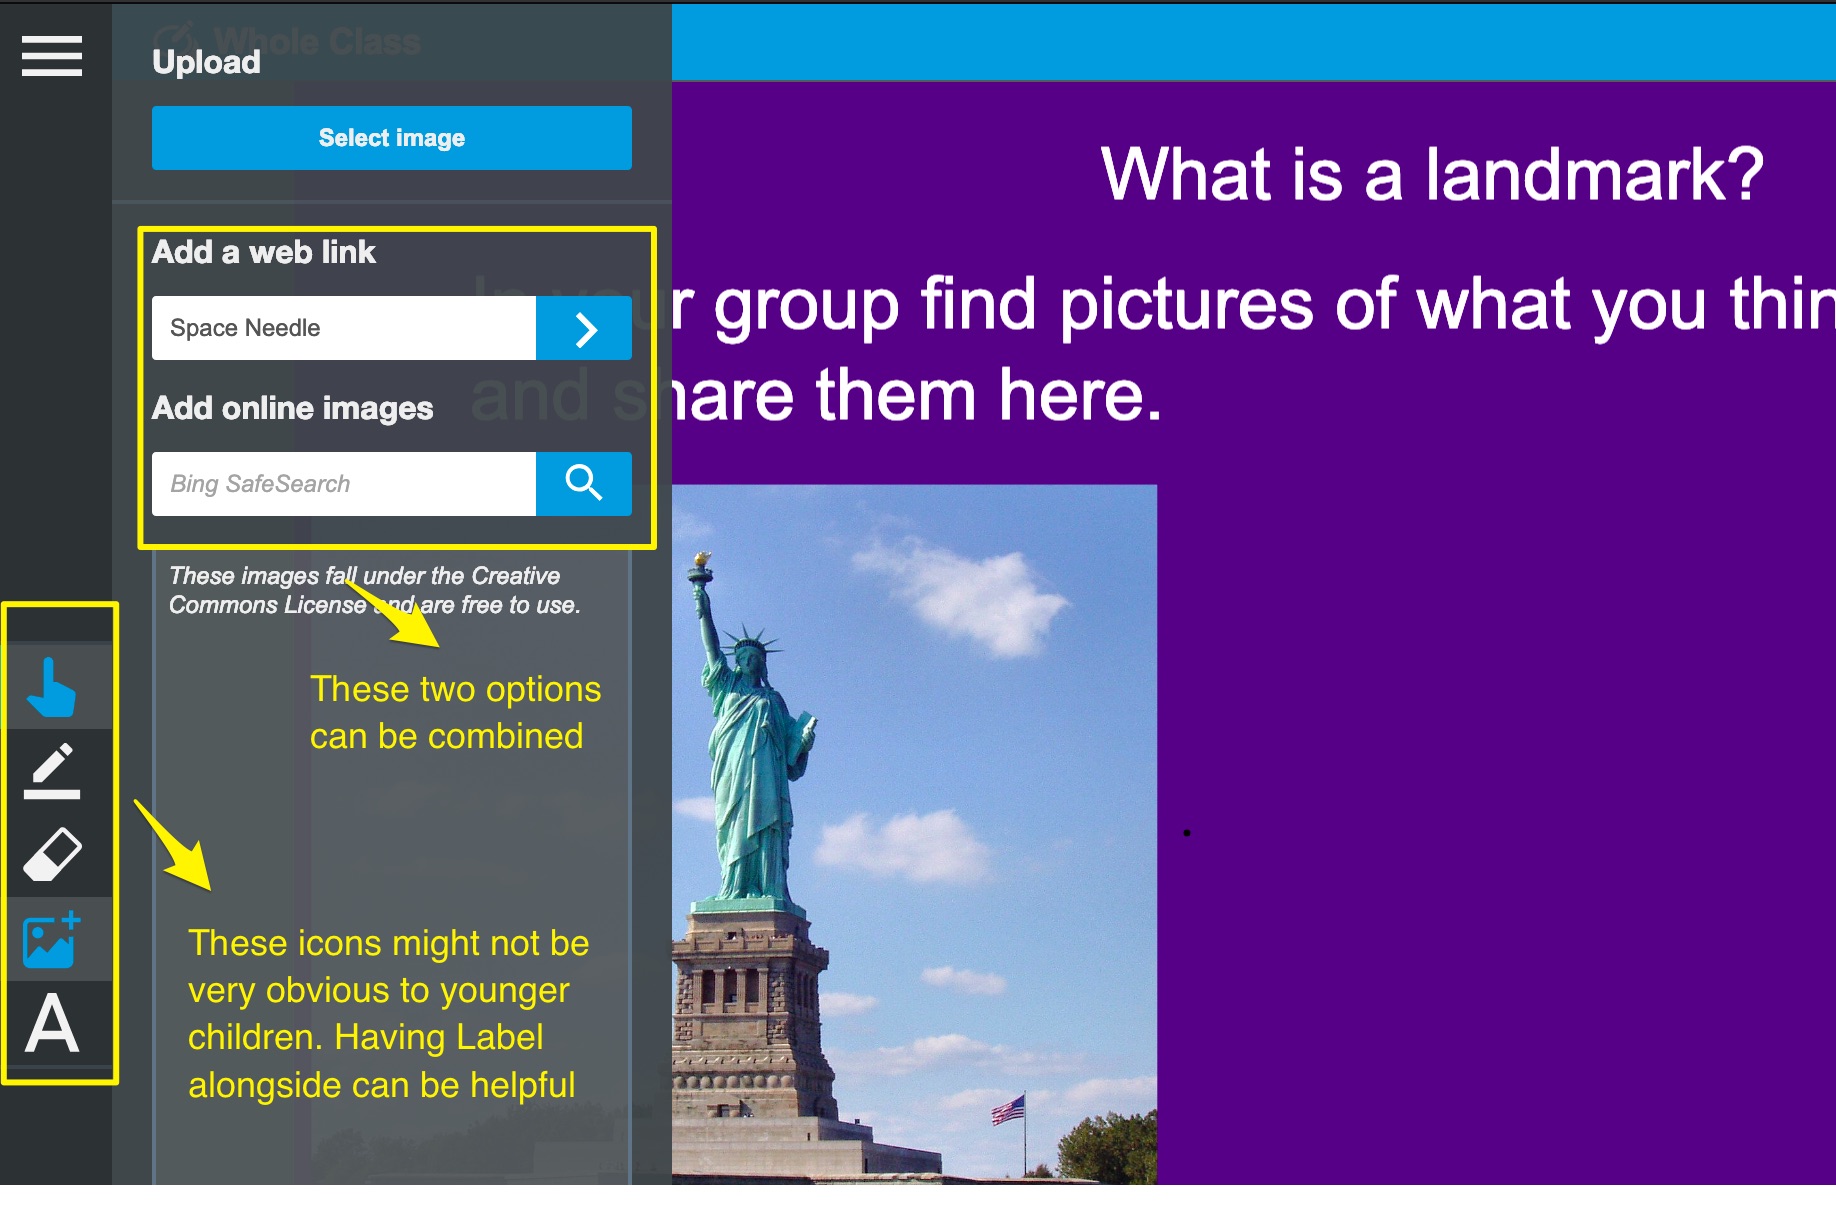 Whole Class
Upload
Select image
What is a landmark?
Add a web link
In your group find pictures of what you thin
Space Needle
and share them here.
Add online images
Bing SafeSearch
These images fall under the Creative
Commons License and are free to use.
These two options
can be combined
These icons might not be
very obvious to younger
children. Having Label
alongside can be helpful
A